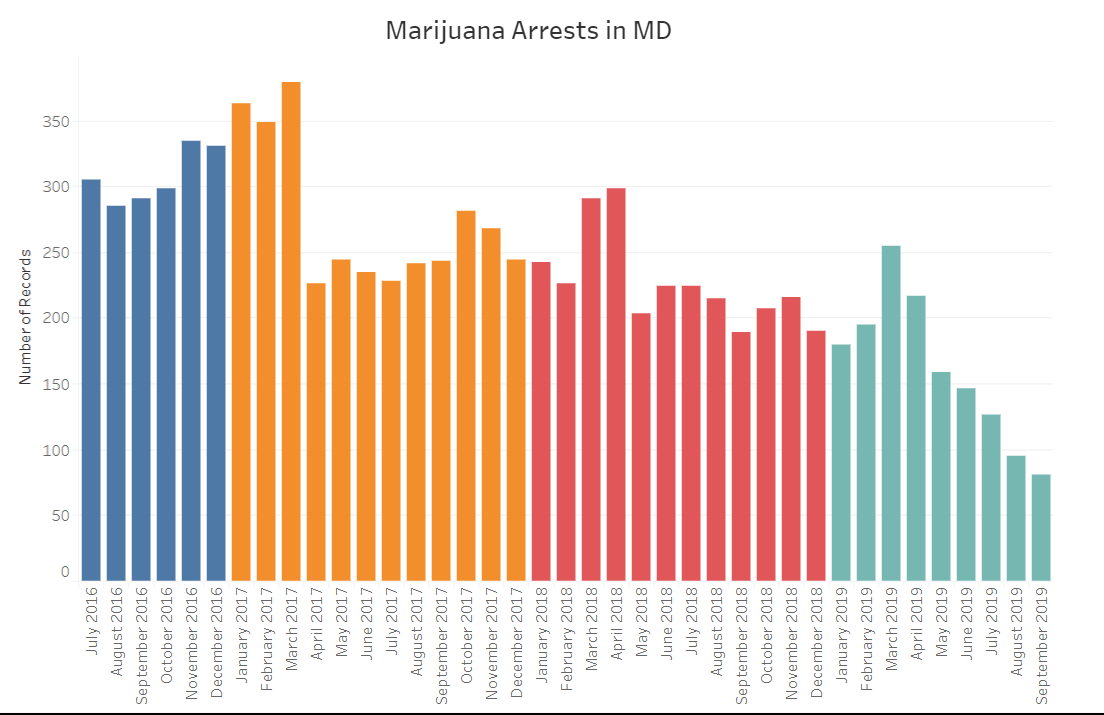 Marijuana Arrests in MD
Number of Records
350
300
250
200
150
100
50
0
July 2016
August 2016
September 2016
October 2016
November 2016
December 2016
January 2017
February 2017
March 2017
April 2017
May 2017
June 2017
July 2017
August 2017
September 2017
October 2017
November 2017
December 2017
January 2018
February 2018
March 2018
April 2018
May 2018
June 2018
July 2018
August 2018
September 2018
October 2018
November 2018
December 2018
January 2019
February 2019
March 2019
April 2019
May 2019
June 2019
July 2019
August 2019
September 2019